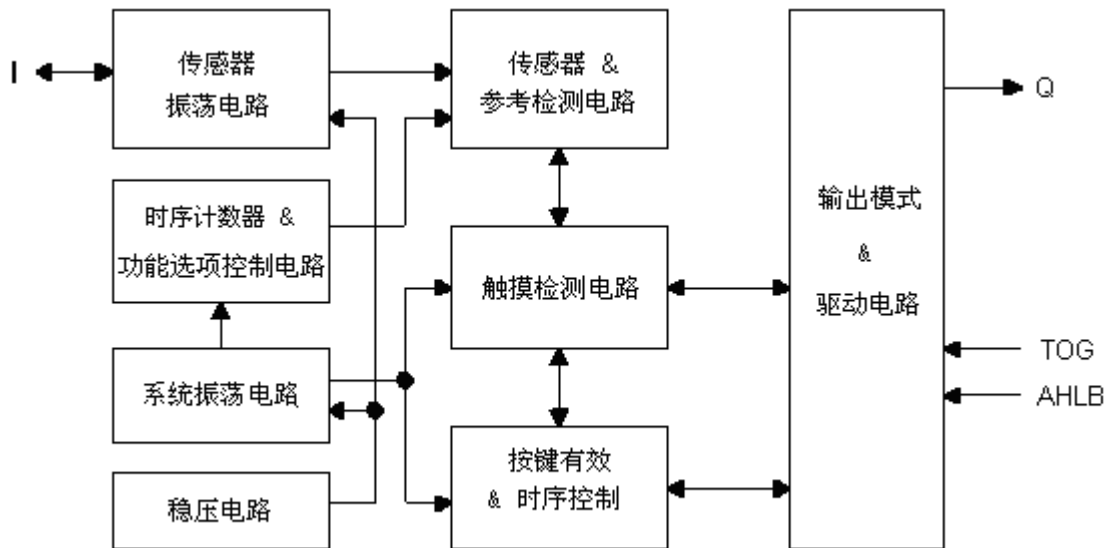 I
传感器
振荡电路
传感器 &
参考检测电路
Q
时序计数器 &
功能选项控制电路
触摸检测电路
输出模式
&
驱动电路
系统振荡电路
TOG
AHLB
稳压电路
按键有效
& 时序控制